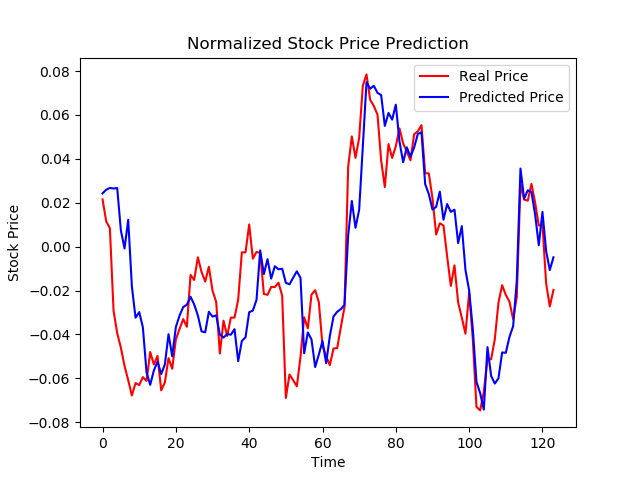 Normalized Stock Price Prediction
Real Price
Predicted Price
Stock Price
0.08
0.06
0.04
0.02
0.00
−0.02
−0.04
−0.06
−0.08
0 20 40 60 80 100 120
Time